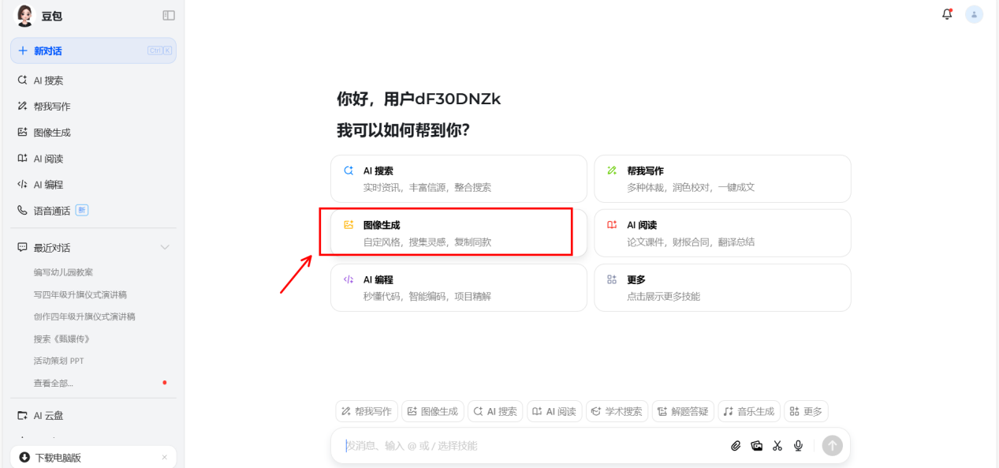 豆包
新对话
Ctrl K
AI 搜索
帮我写作
图像生成
AI 阅读
AI 编程
语音通话 新
最近对话
编写幼儿园教案
写四年级升旗仪式演讲稿
创作四年级升旗仪式演讲稿
搜索《甄嬛传》
活动策划 PPT
查看全部...
AI 云盘
下载电脑版
你好，用户dF30DNZk
我可以如何帮到你？
AI 搜索
实时资讯，丰富信源，整合搜索
帮我写作
多种体裁，润色校对，一键成文
图像生成
自定风格，搜集灵感，复制同款
AI 阅读
论文课件，财报合同，翻译总结
AI 编程
秒懂代码，智能编码，项目精解
更多
点击展示更多技能
帮我写作 图像生成 AI 搜索 AI 阅读 学术搜索 解题答疑 音乐生成 更多
发消息、输入 @ 或 / 选择技能